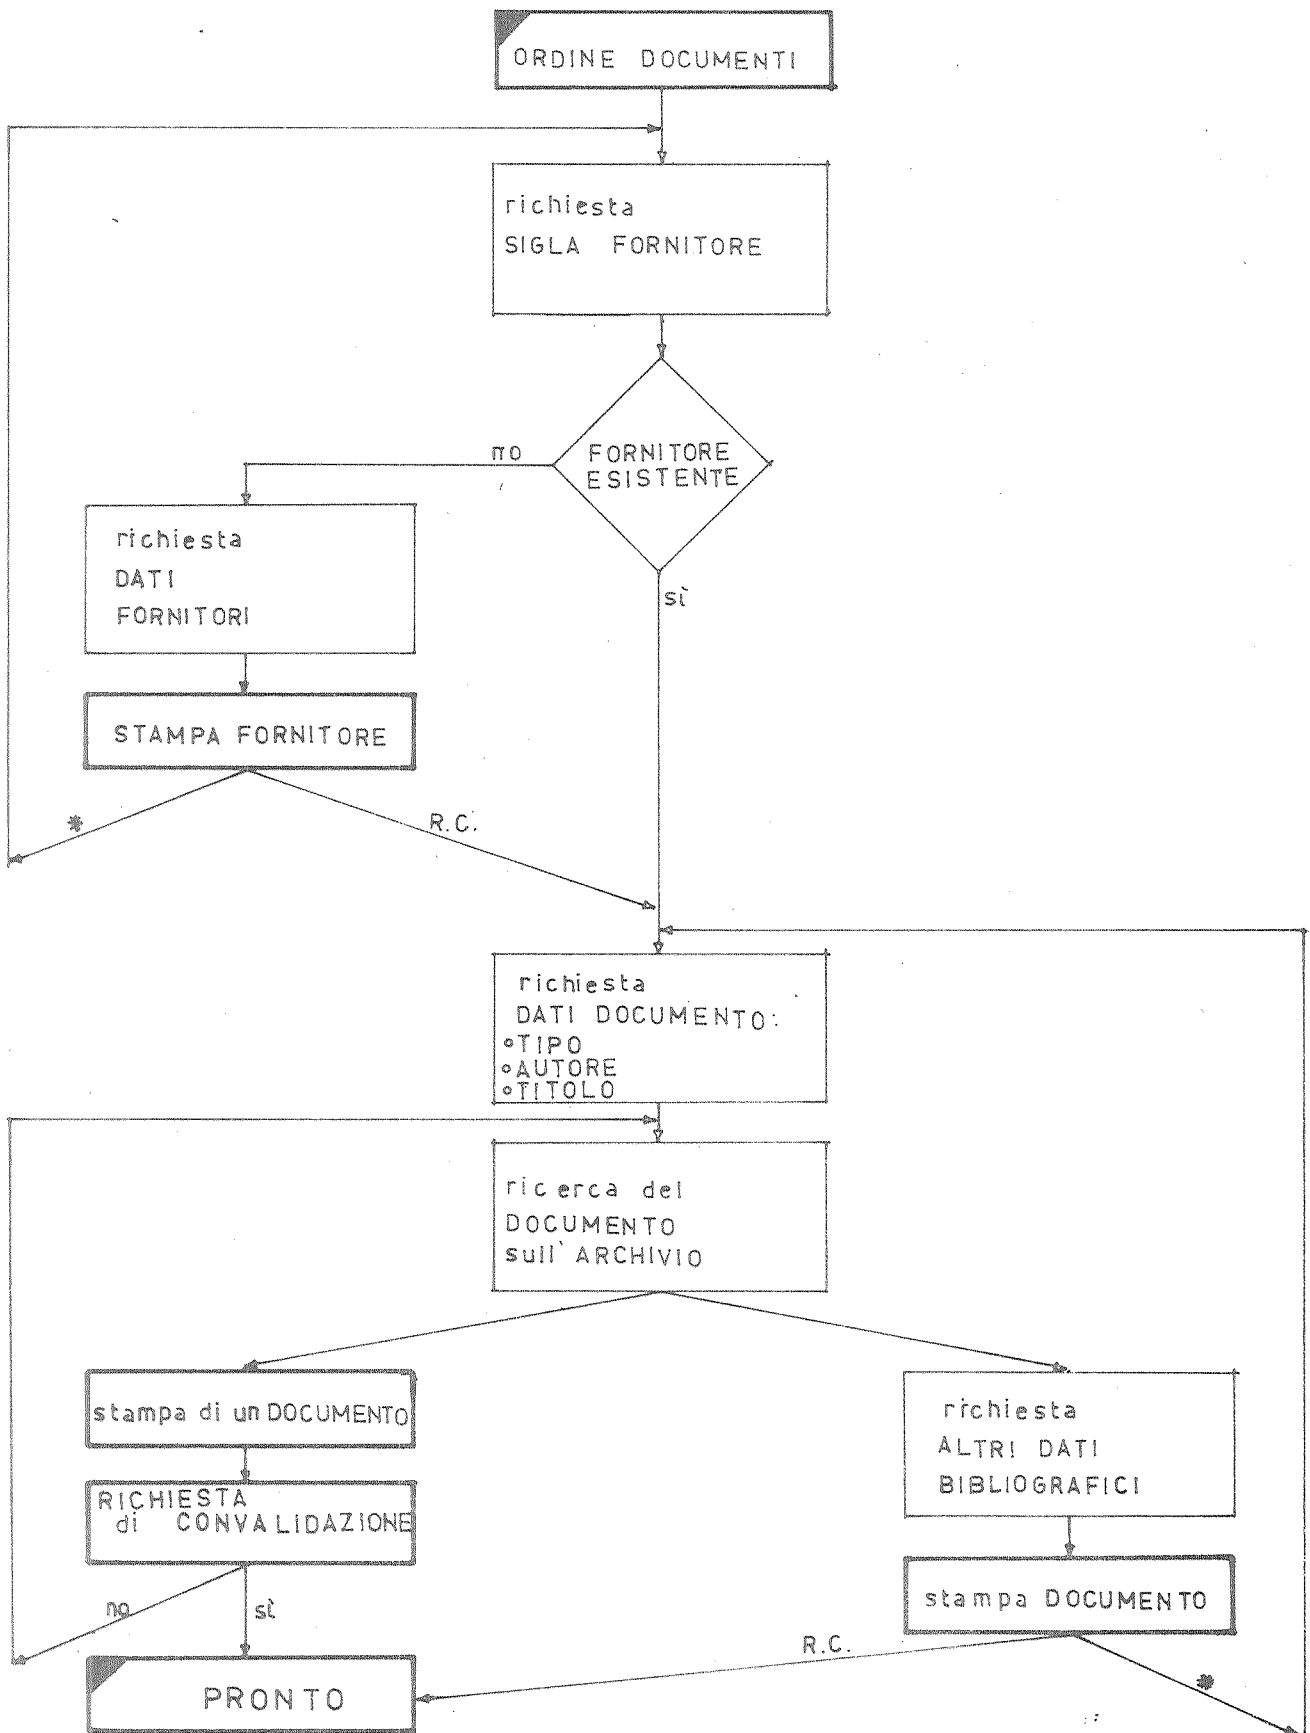 ORDINE DOCUMENTI
richiesta
SIGLA FORNITORE
FORNITORE
ESISTENTE
no
sì
richiesta
DATI
FORNITORI
STAMPA FORNITORE
*
R.C.
richiesta
DATI DOCUMENTO:
°TIPO
°AUTORE
°TITOLO
ricerca del
DOCUMENTO
sull'ARCHIVIO
stampa di un DOCUMENTO
RICHIESTA
di CONVALIDAZIONE
no
sì
PRONTO
richiesta
ALTRI DATI
BIBLIOGRAFICI
stampa DOCUMENTO
R.C.
*